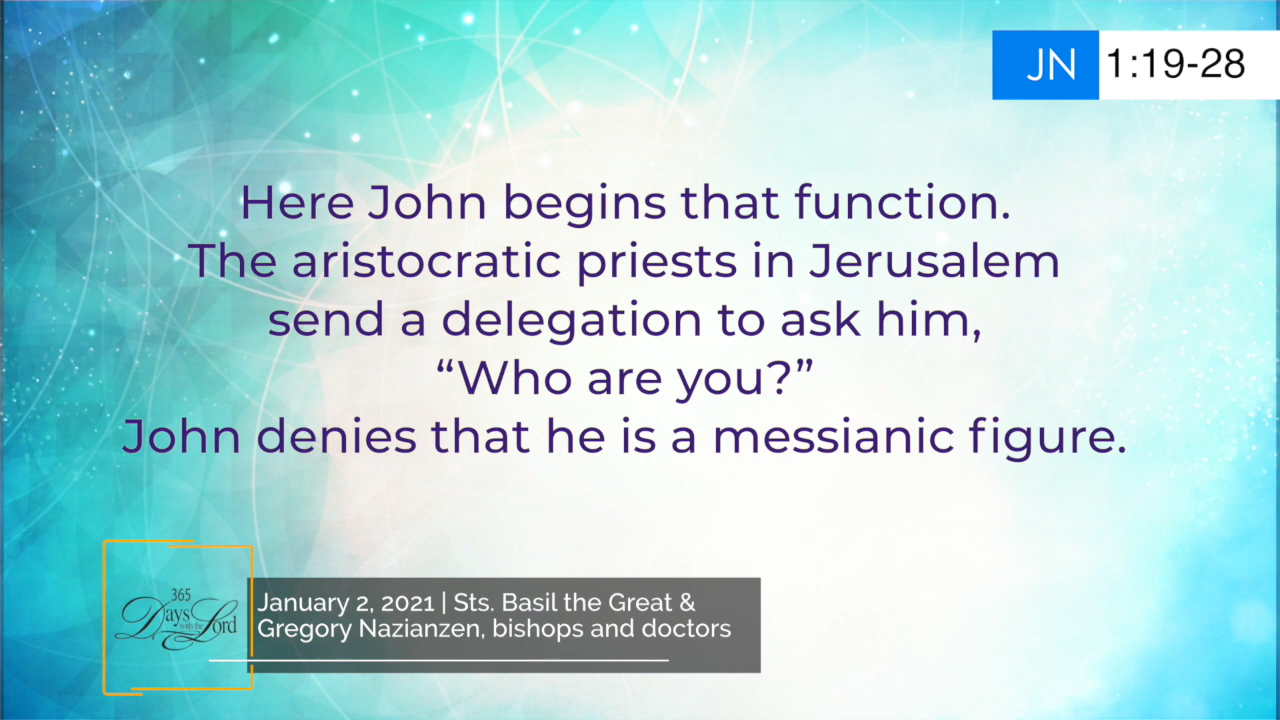 JN 1:19-28
Here John begins that function.
The aristocratic priests in Jerusalem
send a delegation to ask him,
“Who are you?”
John denies that he is a messianic figure.
365
Days with the Lord
January 2, 2021 | Sts. Basil the Great &
Gregory Nazianzen, bishops and doctors